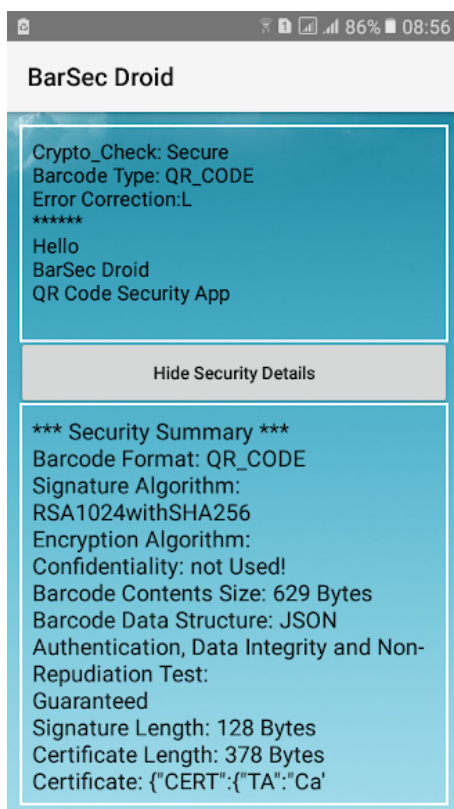 86% 08:56
BarSec Droid
Crypto_Check: Secure
Barcode Type: QR_CODE
Error Correction:L
******
Hello
BarSec Droid
QR Code Security App
Hide Security Details
*** Security Summary ***
Barcode Format: QR_CODE
Signature Algorithm:
RSA1024withSHA256
Encryption Algorithm:
Confidentiality: not Used!
Barcode Contents Size: 629 Bytes
Barcode Data Structure: JSON
Authentication, Data Integrity and Non-
Repudiation Test:
Guaranteed
Signature Length: 128 Bytes
Certificate Length: 378 Bytes
Certificate: {"CERT":{"TA":"Ca'